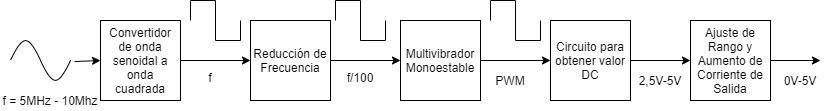 f = 5MHz - 10Mhz
Convertidor
de onda
senoidal a
onda
cuadrada
f
Reducción de
Frecuencia
f/100
Multivibrador
Monoestable
PWM
Circuito para
obtener valor
DC
2,5V-5V
Ajuste de
Rango y
Aumento de
Corriente de
Salida
0V-5V